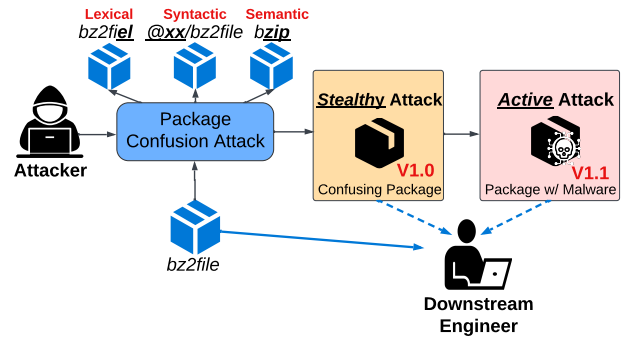 Lexical Syntactic Semantic
bz2fiel @xx/bz2file bzip
Package
Confusion Attack
Attacker
Stealthy Attack
V1.0
Confusing Package
Active Attack
V1.1
Package w/ Malware
bz2file
Downstream
Engineer